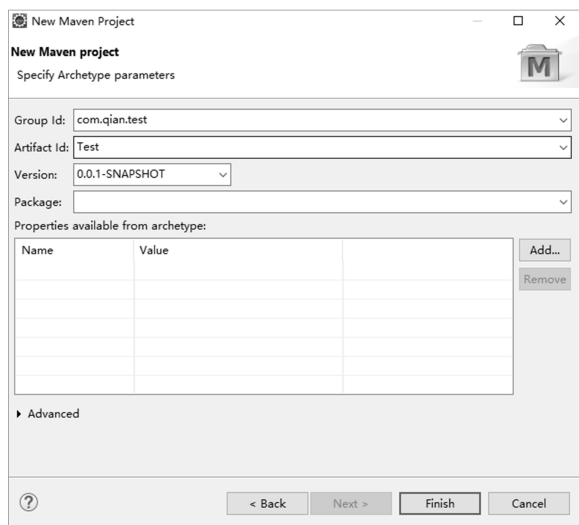 New Maven Project
New Maven project
Specify Archetype parameters
M
Group Id: com.qian.test
Artifact Id: Test
Version: 0.0.1-SNAPSHOT
Package:
Properties available from archetype:
Name Value
Add...
Remove
Advanced
? < Back Next > Finish Cancel